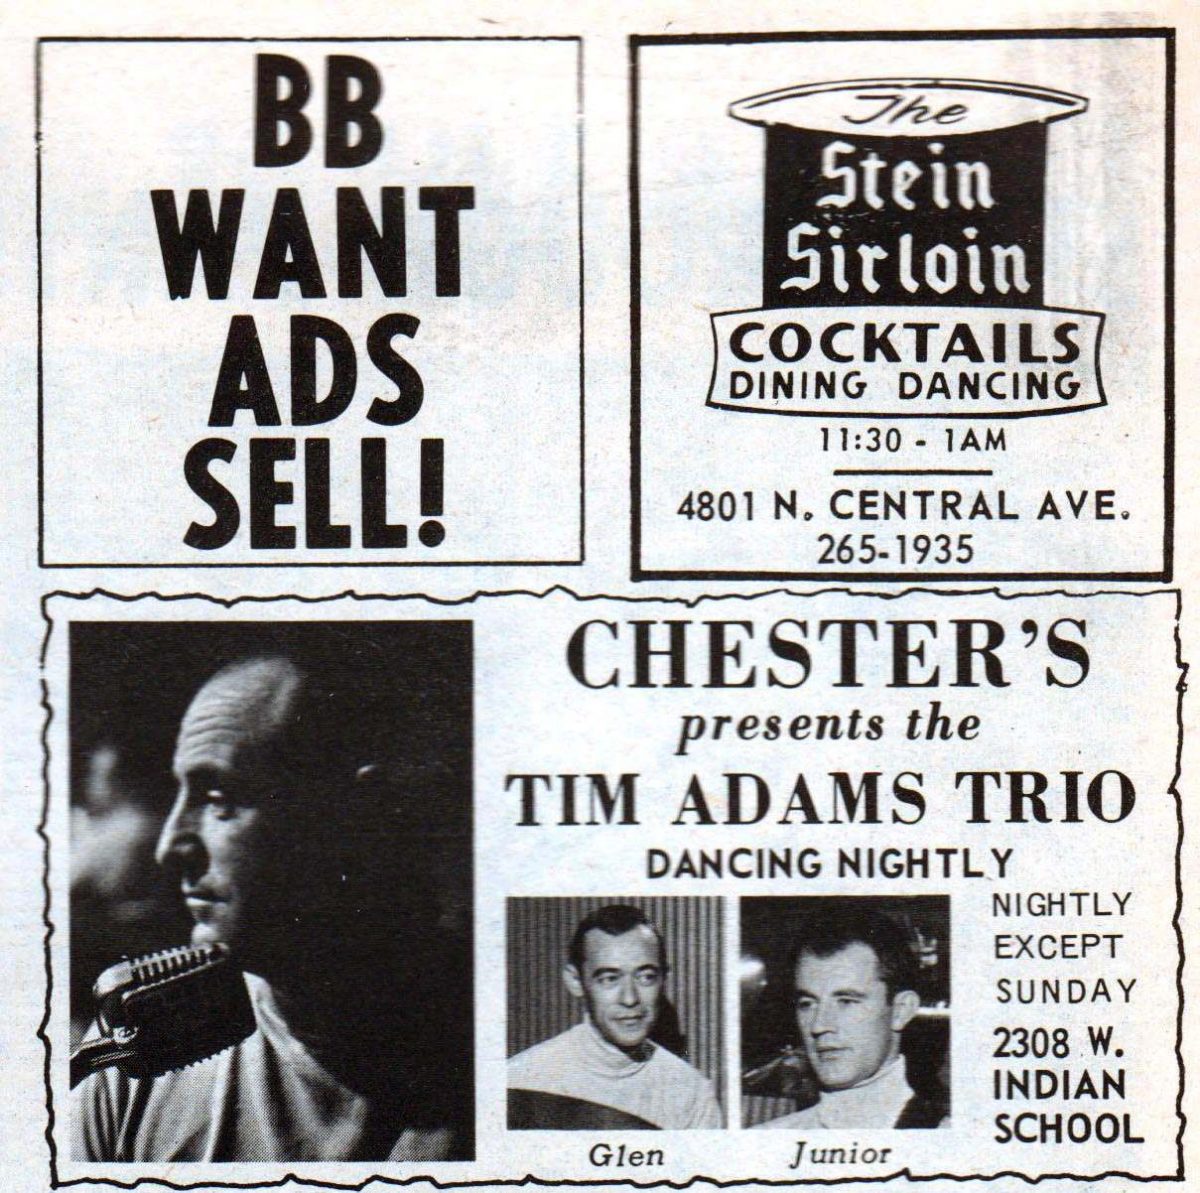 BB
WANT
ADS
SELL!
The
Stein
Sirloin
COCKTAILS
DINING DANCING
11:30 - 1AM
4801 N. CENTRAL AVE.
265-1935
CHESTER'S
presents the
TIM ADAMS TRIO
DANCING NIGHTLY
NIGHTLY
EXCEPT
SUNDAY
2308 W.
INDIAN
SCHOOL
Glen
Junior